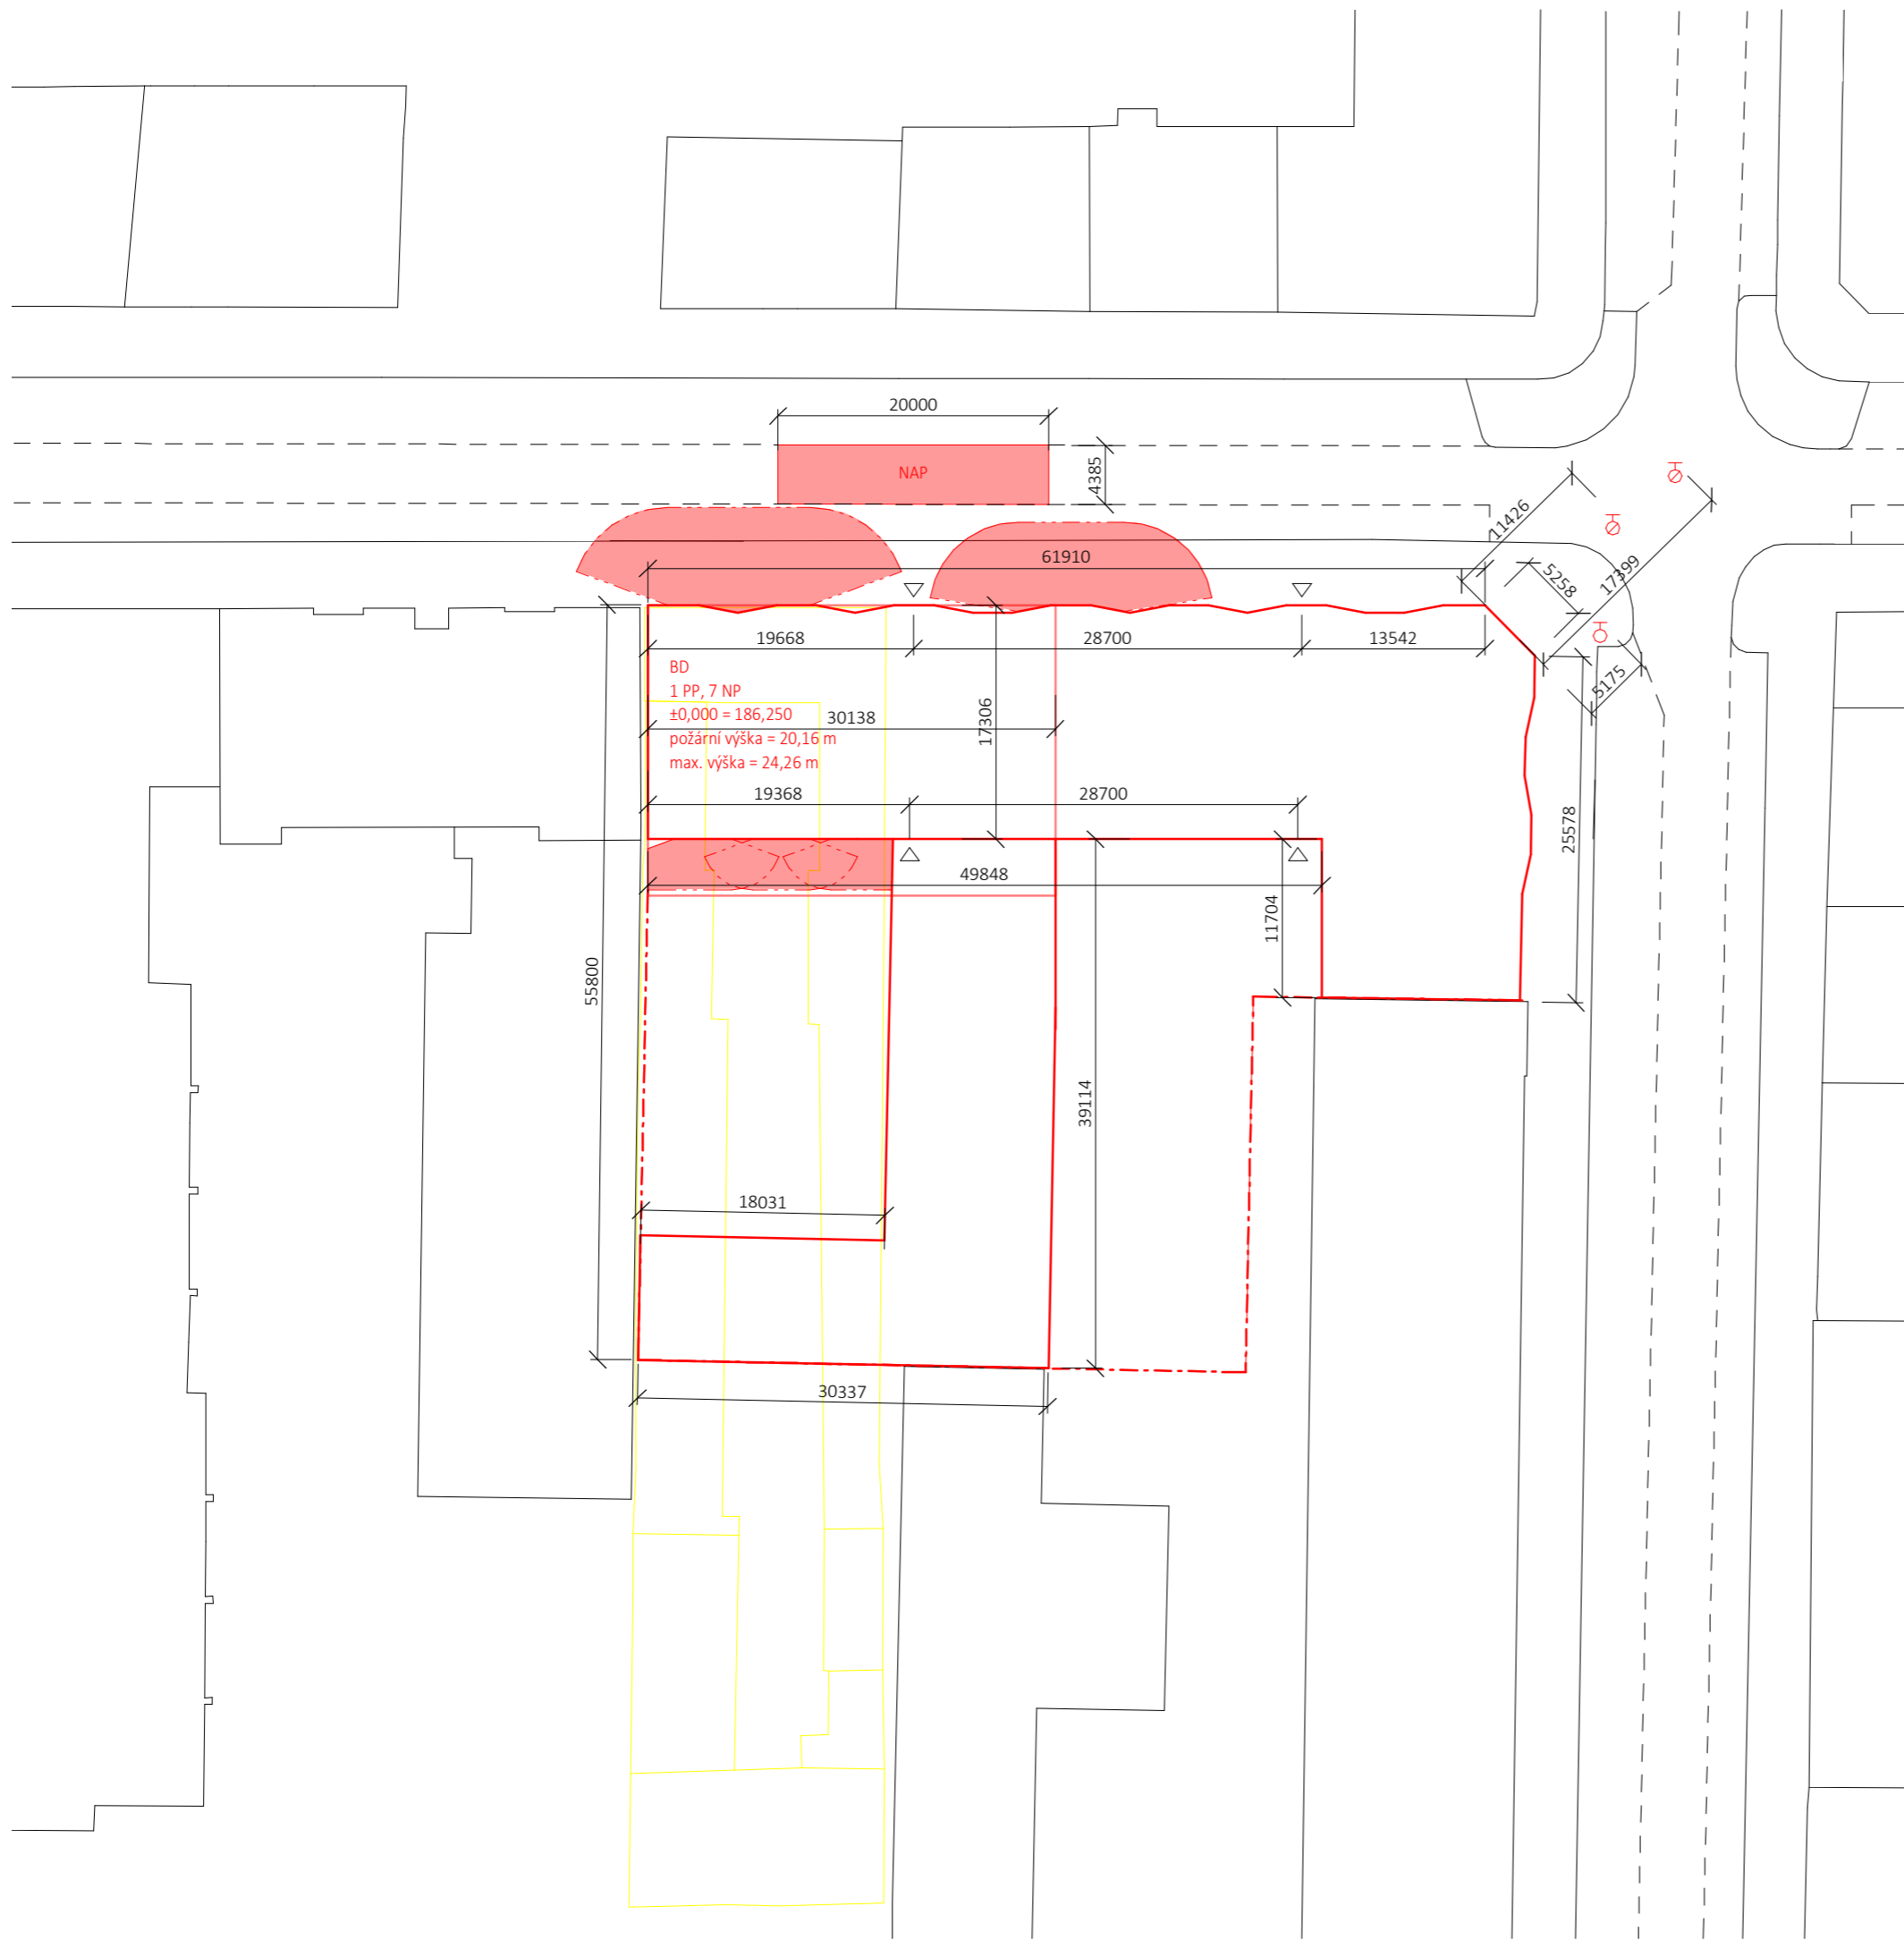 20000
NAP
4385
11426
17399
5258
5175
61910
19668
28700
13542
BD
1 PP, 7 NP
±0,000 = 186,250
požární výška = 20,16 m
max. výška = 24,26 m
30138
17306
19368
28700
49848
25578
11704
55800
39114
18031
30337
H
H
H